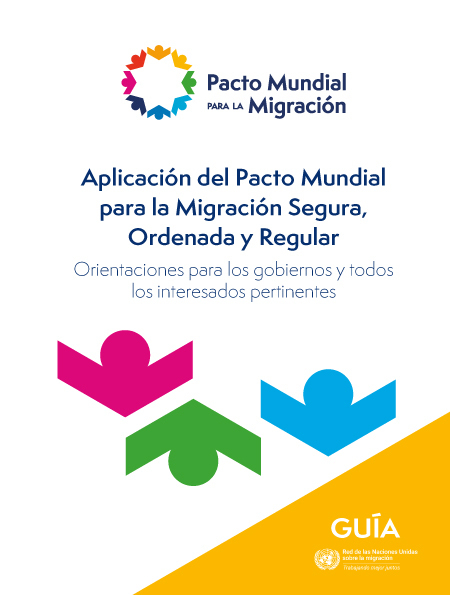 Pacto Mundial
PARA LA Migración
Aplicación del Pacto Mundial
para la Migración Segura,
Ordenada y Regular
Orientaciones para los gobiernos y todos
los interesados pertinentes
GUÍA
Red de las Naciones Unidas
sobre la migración
Trabajando mejor juntos